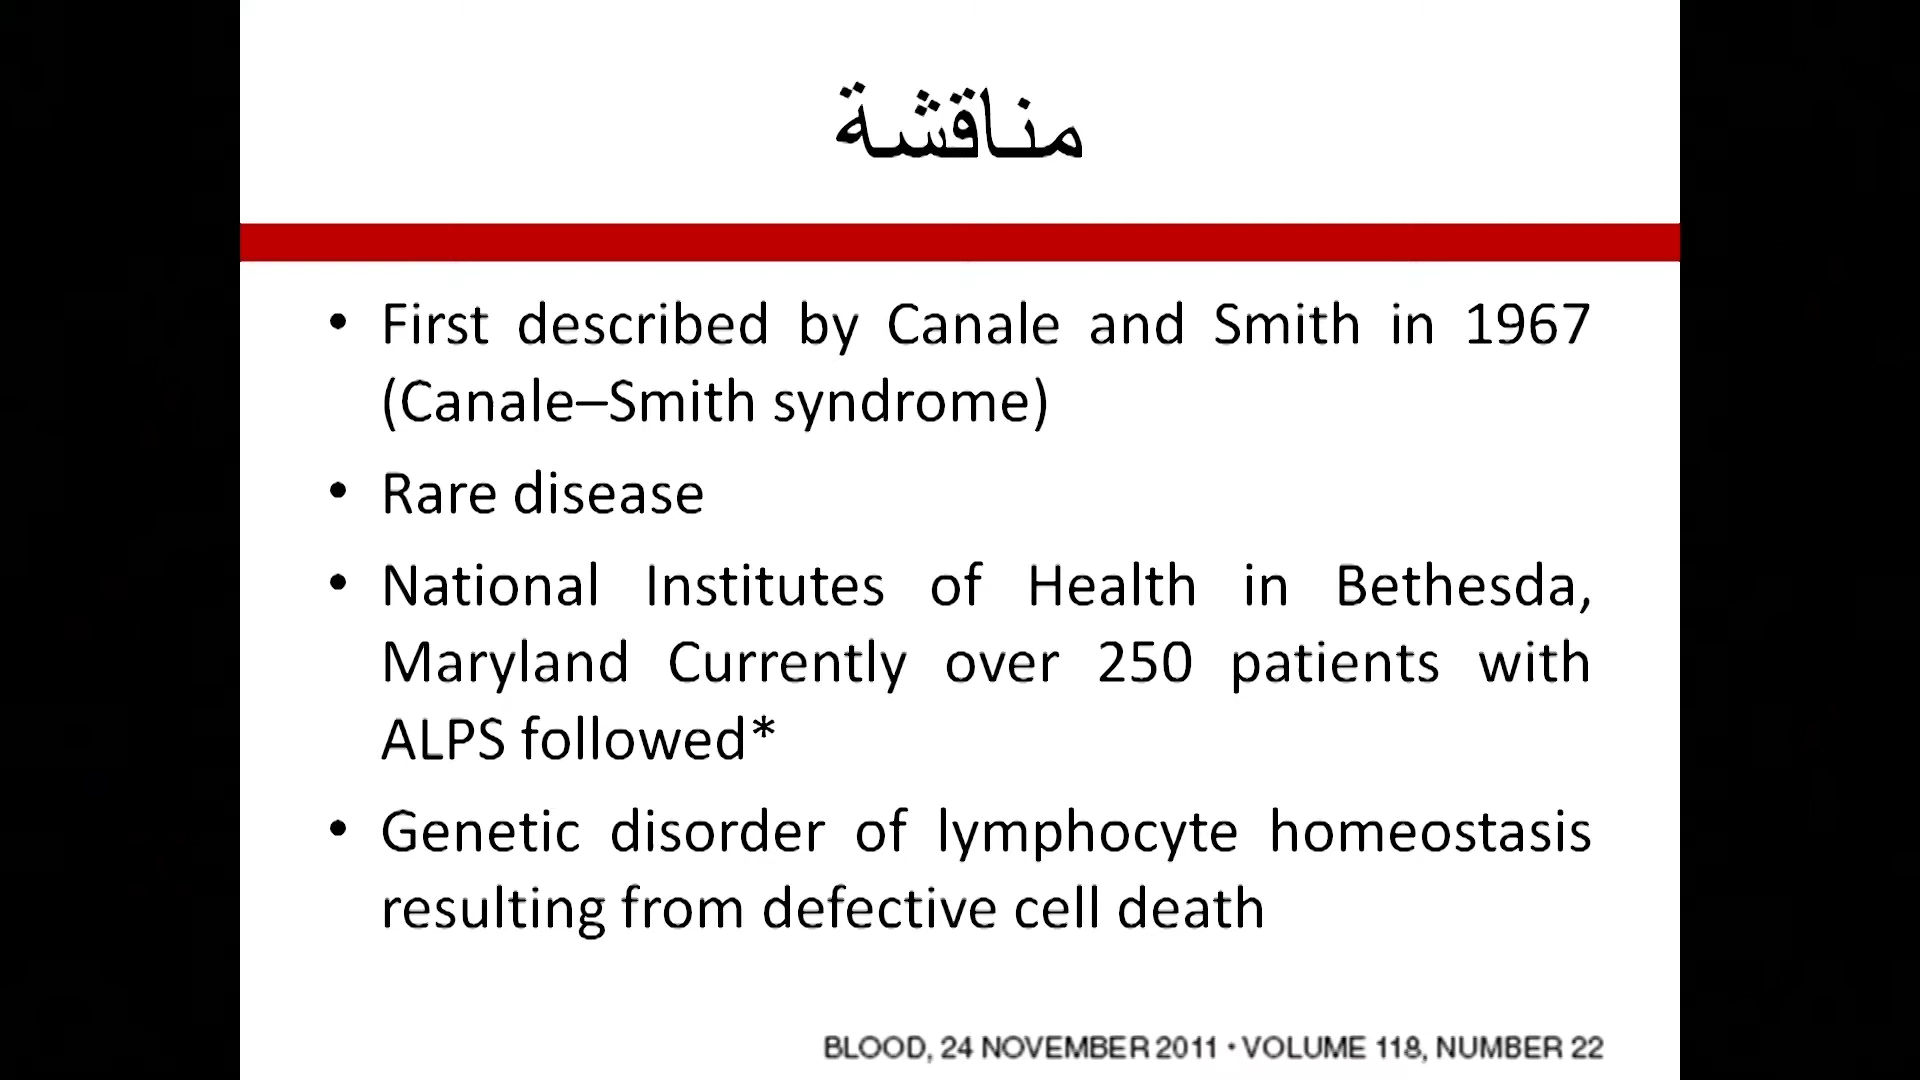 مناقشة
• First described by Canale and Smith in 1967
(Canale–Smith syndrome)
• Rare disease
• National Institutes of Health in Bethesda,
Maryland Currently over 250 patients with
ALPS followed*
• Genetic disorder of lymphocyte homeostasis
resulting from defective cell death
BLOOD, 24 NOVEMBER 2011 • VOLUME 118, NUMBER 22